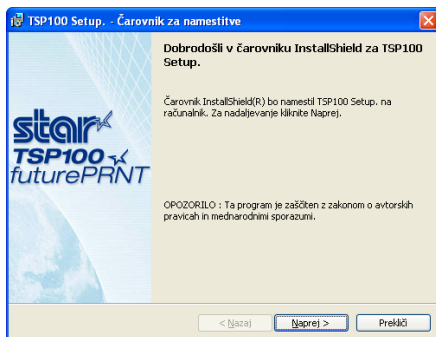 TSP100 Setup. - Čarovnik za namestitve
Dobrodošli v čarovniku InstallShield za TSP100
Setup.
Čarovnik InstallShield(R) bo namestil TSP100 Setup. na
računalnik. Za nadaljevanje kliknite Naprej.
star
TSP100
futurePRNT
OPOZORILO : Ta program je zaščiten z zakonom o avtorskih
pravicah in mednarodnimi sporazumi.
< Nazaj
Naprej >
Prekliči